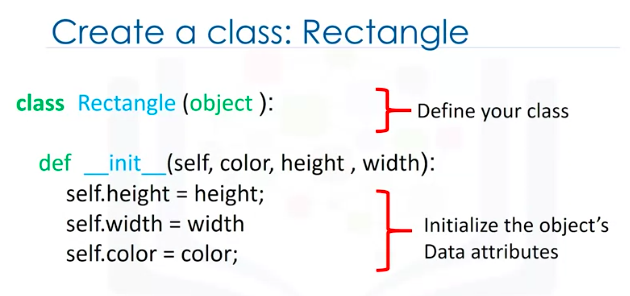 Create a class: Rectangle
class Rectangle (object ):
Define your class
def __init__(self, color, height , width):
self.height = height;
self.width = width
self.color = color;
Initialize the object’s
Data attributes